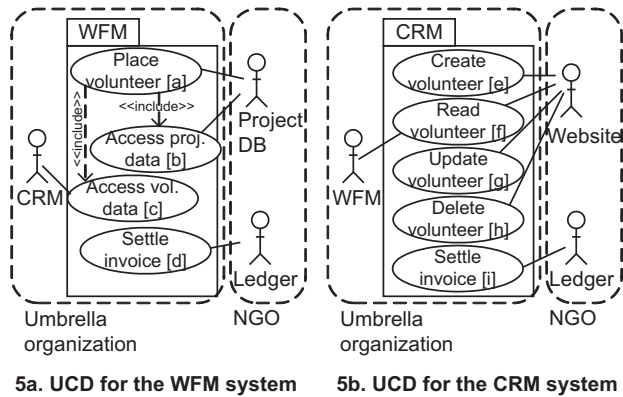 WFM
Place
volunteer [a]
<<include>>
<<include>>
Project
DB
Access proj.
data [b]
CRM
Access vol.
data [c]
Settle
invoice [d]
Ledger
Umbrella
organization
NGO
5a. UCD for the WFM system
CRM
Create
volunteer [e]
Read
volunteer [f]
Website
Update
volunteer [g]
WFM
Delete
volunteer [h]
Settle
invoice [i]
Ledger
Umbrella
organization
NGO
5b. UCD for the CRM system